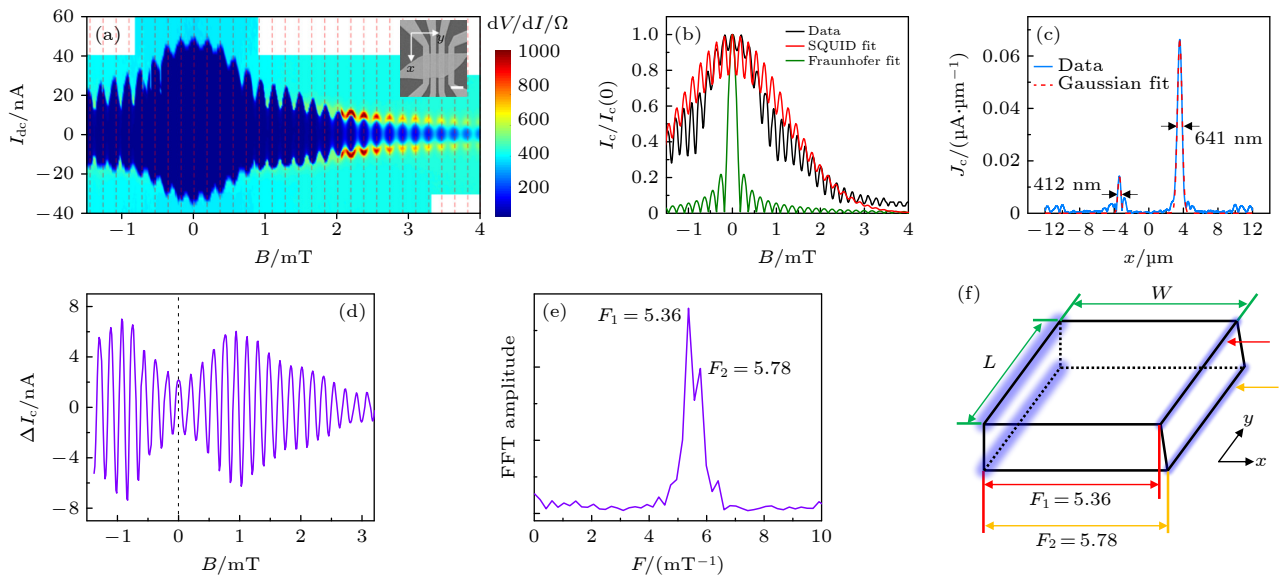 (a)
y
x
I_dc/nA
60
40
20
0
−20
−40
−1
0
1
2
3
4
B/mT
dV/dI/Ω
1000
800
600
400
200
(b)
Data
SQUID fit
Fraunhofer fit
I_c/I_c(0)
1.0
0.8
0.6
0.4
0.2
0
−1
0
1
2
3
4
B/mT
(c)
Data
Gaussian fit
J_c/(μA·μm⁻¹)
0.06
0.04
0.02
0
641 nm
412 nm
−12
−8
−4
0
4
8
12
x/μm
(d)
ΔI_c/nA
8
4
0
−4
−8
−1
0
1
2
3
B/mT
(e)
F₁ = 5.36
F₂ = 5.78
FFT amplitude
0
2
4
6
8
10
F/(mT⁻¹)
(f)
W
L
y
x
F₁ = 5.36
F₂ = 5.78